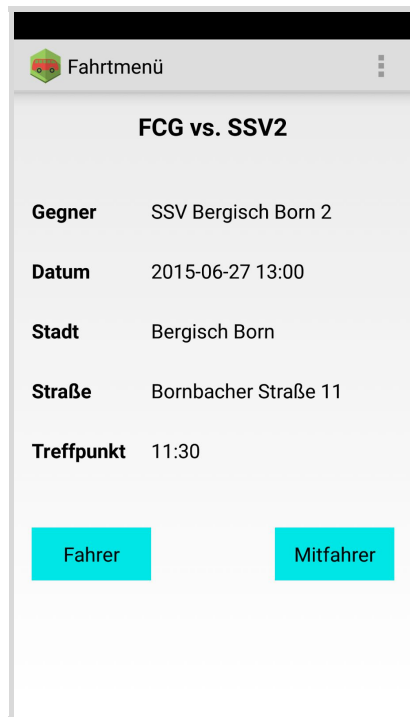 Fahrtmenü
FCG vs. SSV2
Gegner SSV Bergisch Born 2
Datum 2015-06-27 13:00
Stadt Bergisch Born
Straße Bornbacher Straße 11
Treffpunkt 11:30
Fahrer Mitfahrer